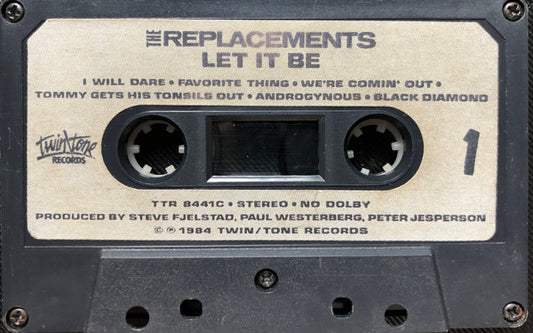 THE REPLACEMENTS
LET IT BE
I WILL DARE • FAVORITE THING • WE'RE COMIN' OUT •
TOMMY GETS HIS TONSILS OUT • ANDROGYNOUS • BLACK DIAMOND
twin/tone
RECORDS
1
TTR 8441C • STEREO • NO DOLBY
PRODUCED BY STEVE FJELSTAD, PAUL WESTERBERG, PETER JESPERSON
© ℗ 1984 TWIN/TONE RECORDS